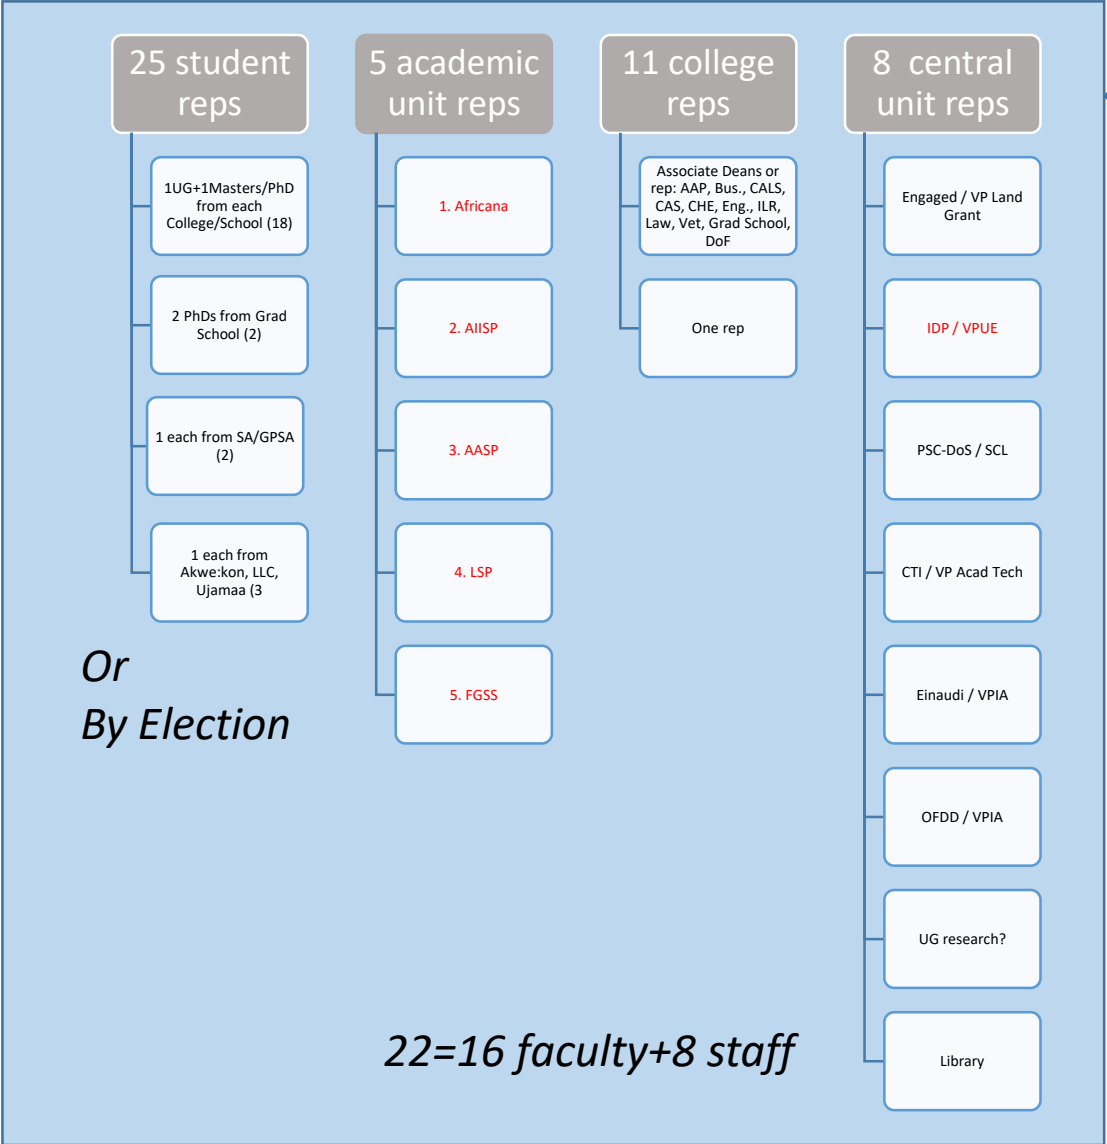 25 student
reps
1UG+1Masters/PhD
from each
College/School (18)
2 PhDs from Grad
School (2)
1 each from SA/GPSA
(2)
1 each from
Akwe:kon, LLC,
Ujamaa (3
Or
By Election
5 academic
unit reps
1. Africana
2. AIISP
3. AASP
4. LSP
5. FGSS
11 college
reps
Associate Deans or
rep: AAP, Bus., CALS,
CAS, CHE, Eng., ILR,
Law, Vet, Grad School,
DoF
One rep
8 central
unit reps
Engaged / VP Land
Grant
IDP / VPUE
PSC-DoS / SCL
CTI / VP Acad Tech
Einaudi / VPIA
OFDD / VPIA
UG research?
Library
22=16 faculty+8 staff